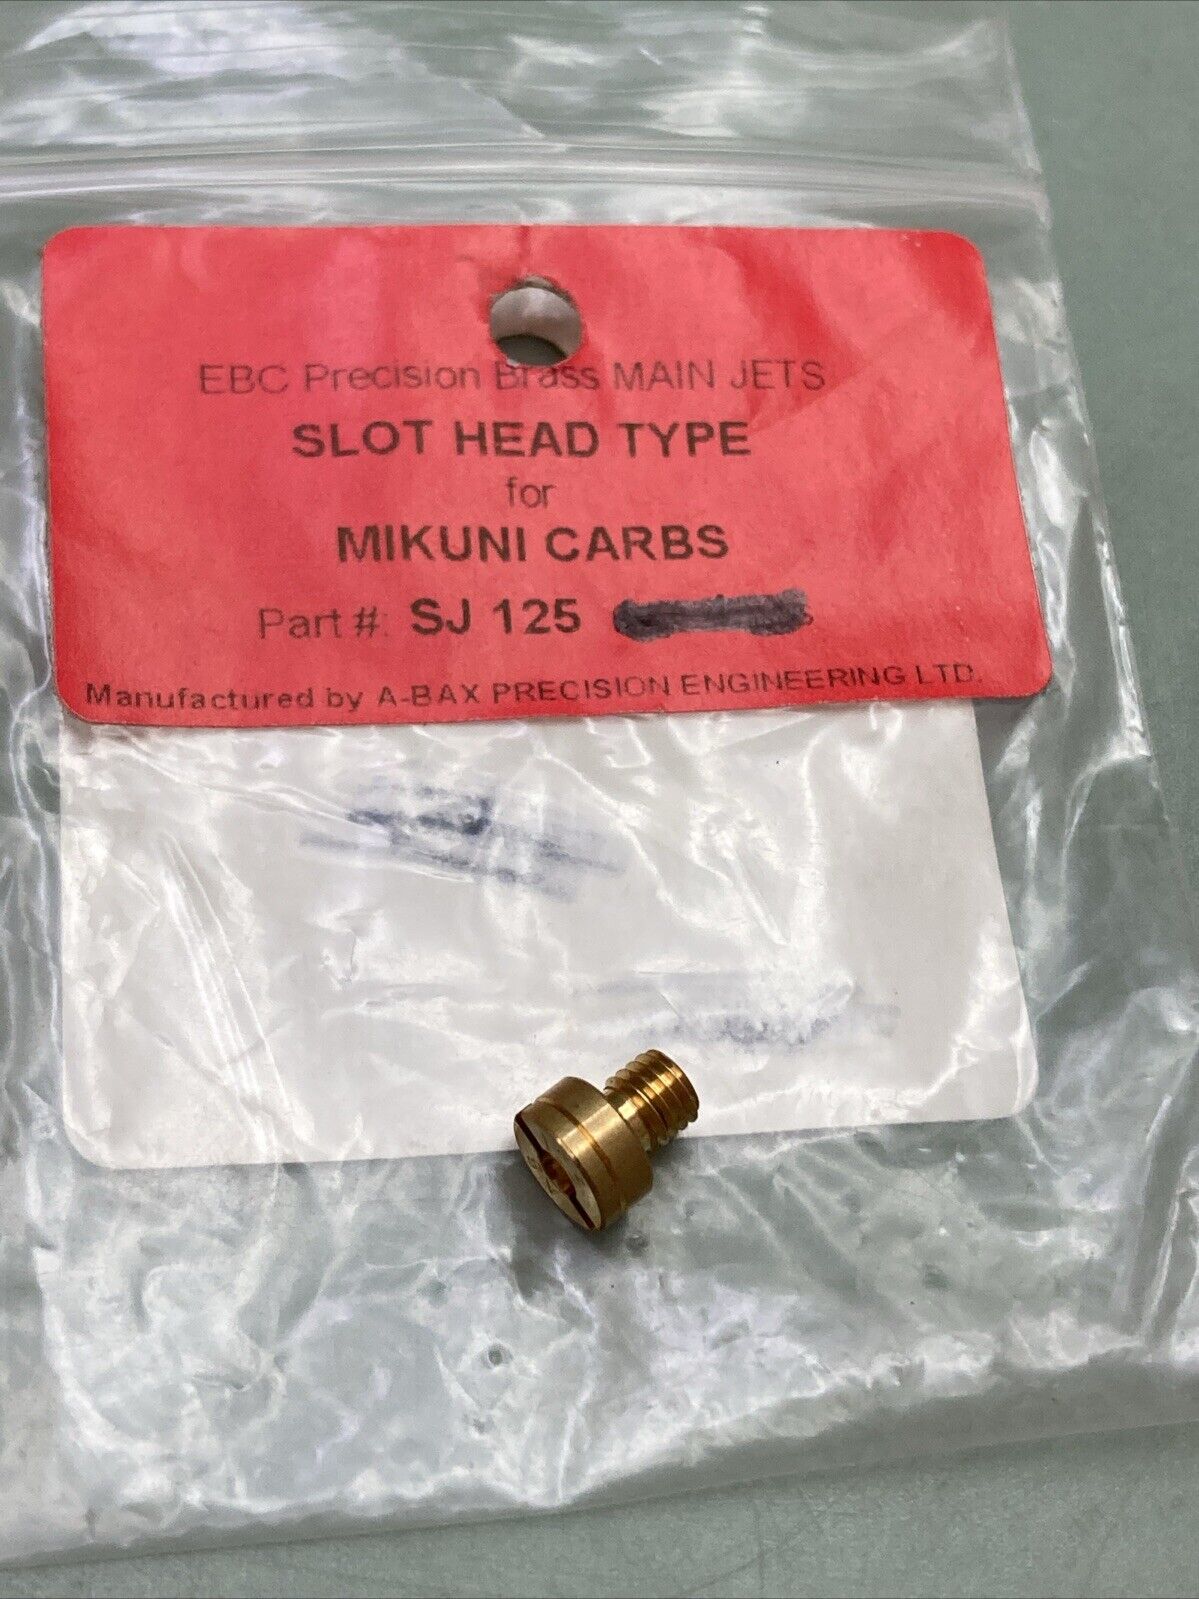 EBC Precision Brass MAIN JETS
SLOT HEAD TYPE
for
MIKUNI CARBS
Part #: SJ 125
Manufactured by A-BAX PRECISION ENGINEERING LTD.